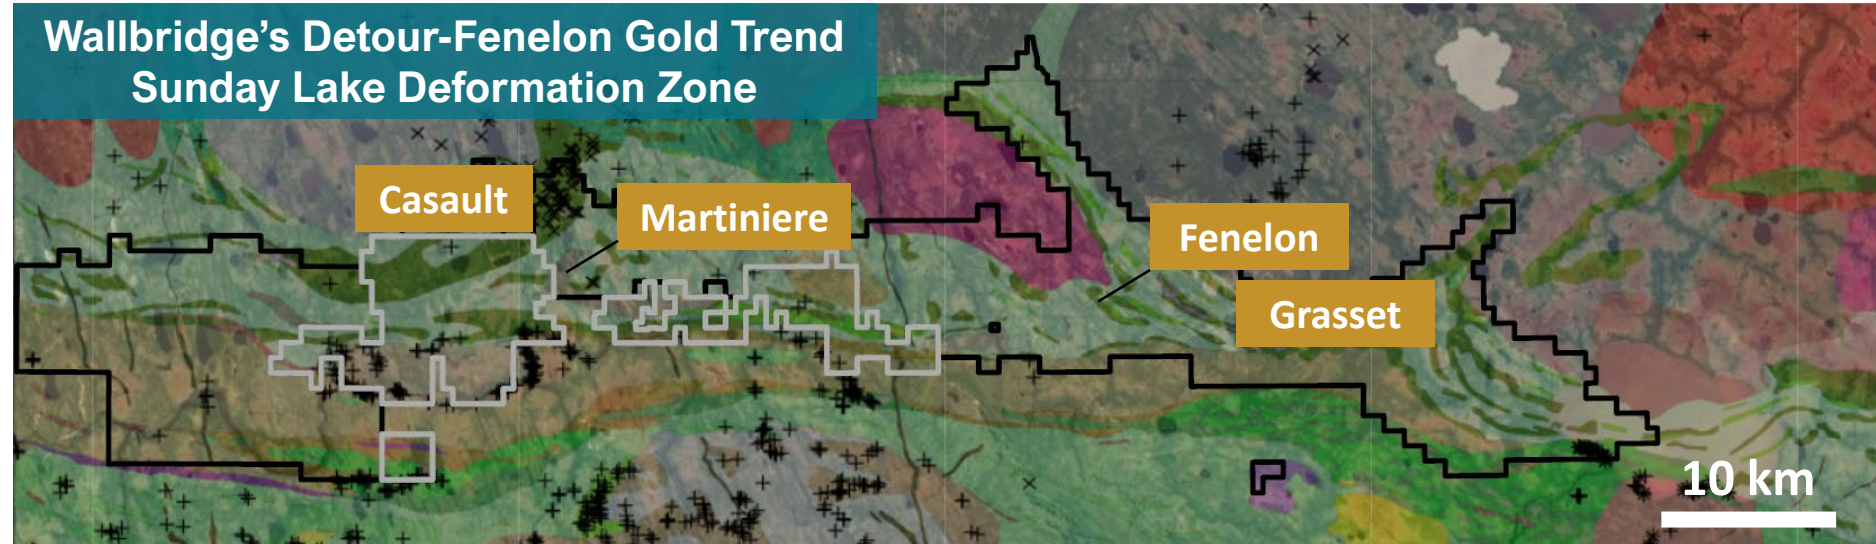 Wallbridge's Detour-Fenelon Gold Trend
Sunday Lake Deformation Zone
Casault
Martiniere
Fenelon
Grasset
10 km